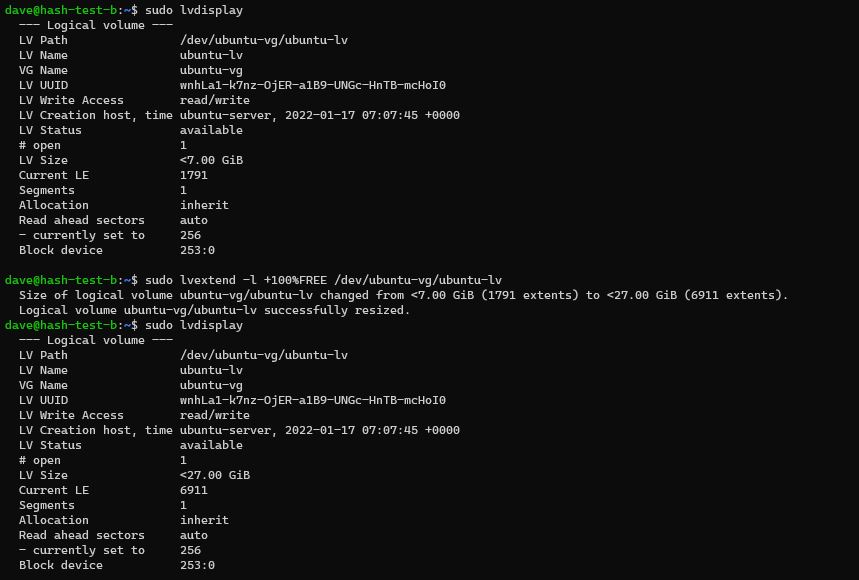 dave@hash-test-b:~$ sudo lvdisplay
  --- Logical volume ---
  LV Path                /dev/ubuntu-vg/ubuntu-lv
  LV Name                ubuntu-lv
  VG Name                ubuntu-vg
  LV UUID                wnhLa1-k7nz-OjER-a1B9-UNGc-HnTB-mcHoI0
  LV Write Access        read/write
  LV Creation host, time ubuntu-server, 2022-01-17 07:07:45 +0000
  LV Status              available
  # open                 1
  LV Size                <7.00 GiB
  Current LE             1791
  Segments               1
  Allocation             inherit
  Read ahead sectors     auto
  - currently set to     256
  Block device           253:0

dave@hash-test-b:~$ sudo lvextend -l +100%FREE /dev/ubuntu-vg/ubuntu-lv
  Size of logical volume ubuntu-vg/ubuntu-lv changed from <7.00 GiB (1791 extents) to <27.00 GiB (6911 extents).
  Logical volume ubuntu-vg/ubuntu-lv successfully resized.
dave@hash-test-b:~$ sudo lvdisplay
  --- Logical volume ---
  LV Path                /dev/ubuntu-vg/ubuntu-lv
  LV Name                ubuntu-lv
  VG Name                ubuntu-vg
  LV UUID                wnhLa1-k7nz-OjER-a1B9-UNGc-HnTB-mcHoI0
  LV Write Access        read/write
  LV Creation host, time ubuntu-server, 2022-01-17 07:07:45 +0000
  LV Status              available
  # open                 1
  LV Size                <27.00 GiB
  Current LE             6911
  Segments               1
  Allocation             inherit
  Read ahead sectors     auto
  - currently set to     256
  Block device           253:0